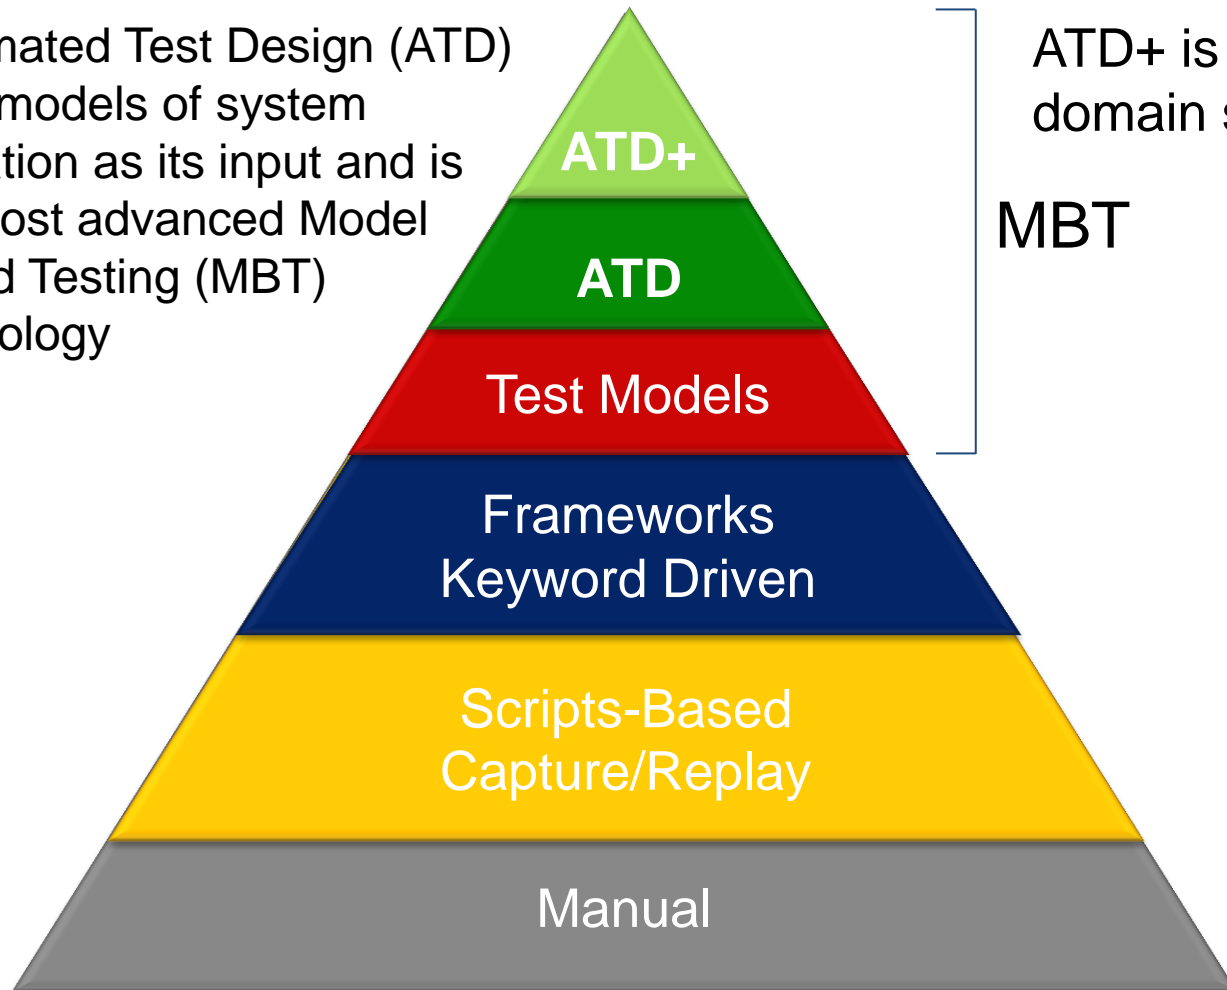 mated Test Design (ATD)
models of system
ation as its input and is
ost advanced Model
d Testing (MBT)
ology
ATD+ is
domain s
MBT
ATD+
ATD
Test Models
Frameworks
Keyword Driven
Scripts-Based
Capture/Replay
Manual